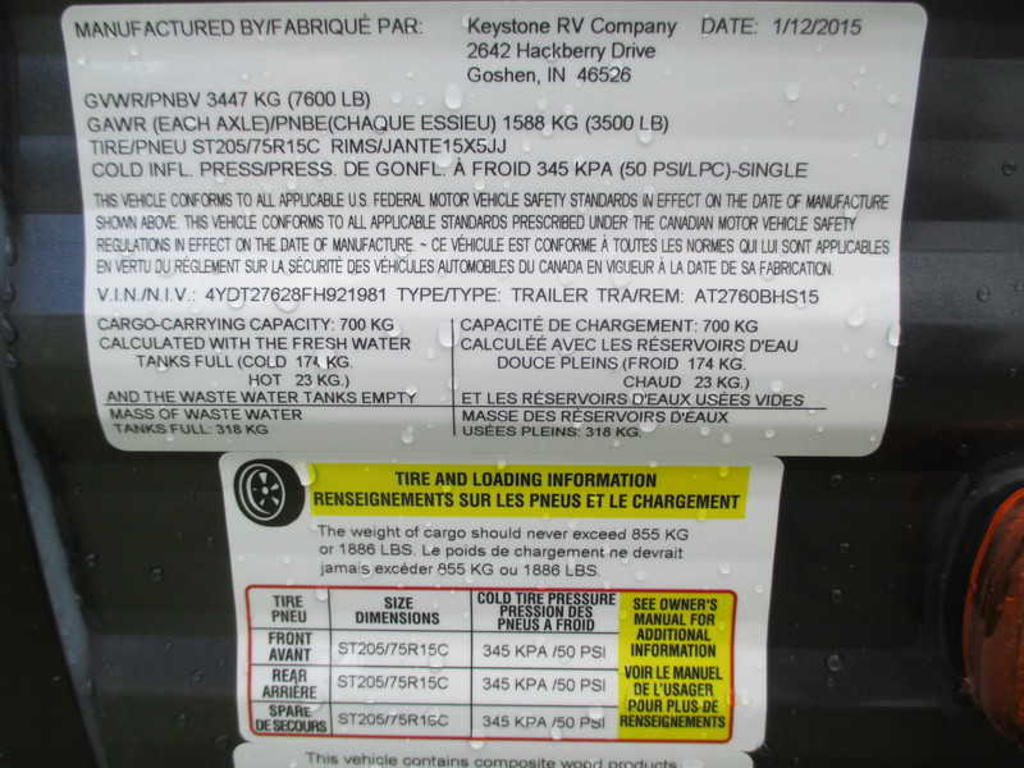 MANUFACTURED BY/FABRIQUÉ PAR: Keystone RV Company DATE: 1/12/2015
2642 Hackberry Drive
Goshen, IN 46526
GVWR/PNBV 3447 KG (7600 LB)
GAWR (EACH AXLE)/PNBE(CHAQUE ESSIEU) 1588 KG (3500 LB)
TIRE/PNEU ST205/75R15C RIMS/JANTE15X5JJ
COLD INFL. PRESS/PRESS. DE GONFL. À FROID 345 KPA (50 PSI/LPC)-SINGLE
THIS VEHICLE CONFORMS TO ALL APPLICABLE U.S. FEDERAL MOTOR VEHICLE SAFETY STANDARDS IN EFFECT ON THE DATE OF MANUFACTURE
SHOWN ABOVE. THIS VEHICLE CONFORMS TO ALL APPLICABLE STANDARDS PRESCRIBED UNDER THE CANADIAN MOTOR VEHICLE SAFETY
REGULATIONS IN EFFECT ON THE DATE OF MANUFACTURE. ~ CE VÉHICULE EST CONFORME À TOUTES LES NORMES QUI LUI SONT APPLICABLES
EN VERTU DU RÈGLEMENT SUR LA SÉCURITÉ DES VÉHICULES AUTOMOBILES DU CANADA EN VIGUEUR À LA DATE DE SA FABRICATION.
V.I.N./N.I.V.: 4YDT27628FH921981 TYPE/TYPE: TRAILER TRA/REM: AT2760BHS15
CARGO-CARRYING CAPACITY: 700 KG
CALCULATED WITH THE FRESH WATER
TANKS FULL (COLD 174 KG.
HOT 23 KG.)
AND THE WASTE WATER TANKS EMPTY
MASS OF WASTE WATER
TANKS FULL: 318 KG
CAPACITÉ DE CHARGEMENT: 700 KG
CALCULÉE AVEC LES RÉSERVOIRS D'EAU
DOUCE PLEINS (FROID 174 KG.
CHAUD 23 KG.)
ET LES RÉSERVOIRS D'EAUX USÉES VIDES
MASSE DES RÉSERVOIRS D'EAUX
USÉES PLEINS: 318 KG.
TIRE AND LOADING INFORMATION
RENSEIGNEMENTS SUR LES PNEUS ET LE CHARGEMENT
The weight of cargo should never exceed 855 KG
or 1886 LBS. Le poids de chargement ne devrait
jamais excéder 855 KG ou 1886 LBS.
TIRE
PNEU
SIZE
DIMENSIONS
COLD TIRE PRESSURE
PRESSION DES
PNEUS A FROID
FRONT
AVANT
ST205/75R15C
345 KPA /50 PSI
REAR
ARRIÈRE
ST205/75R15C
345 KPA /50 PSI
SPARE
DE SECOURS
ST205/75R15C
345 KPA /50 PSI
SEE OWNER'S
MANUAL FOR
ADDITIONAL
INFORMATION
VOIR LE MANUEL
DE L'USAGER
POUR PLUS DE
RENSEIGNEMENTS
This vehicle contains composite wood products